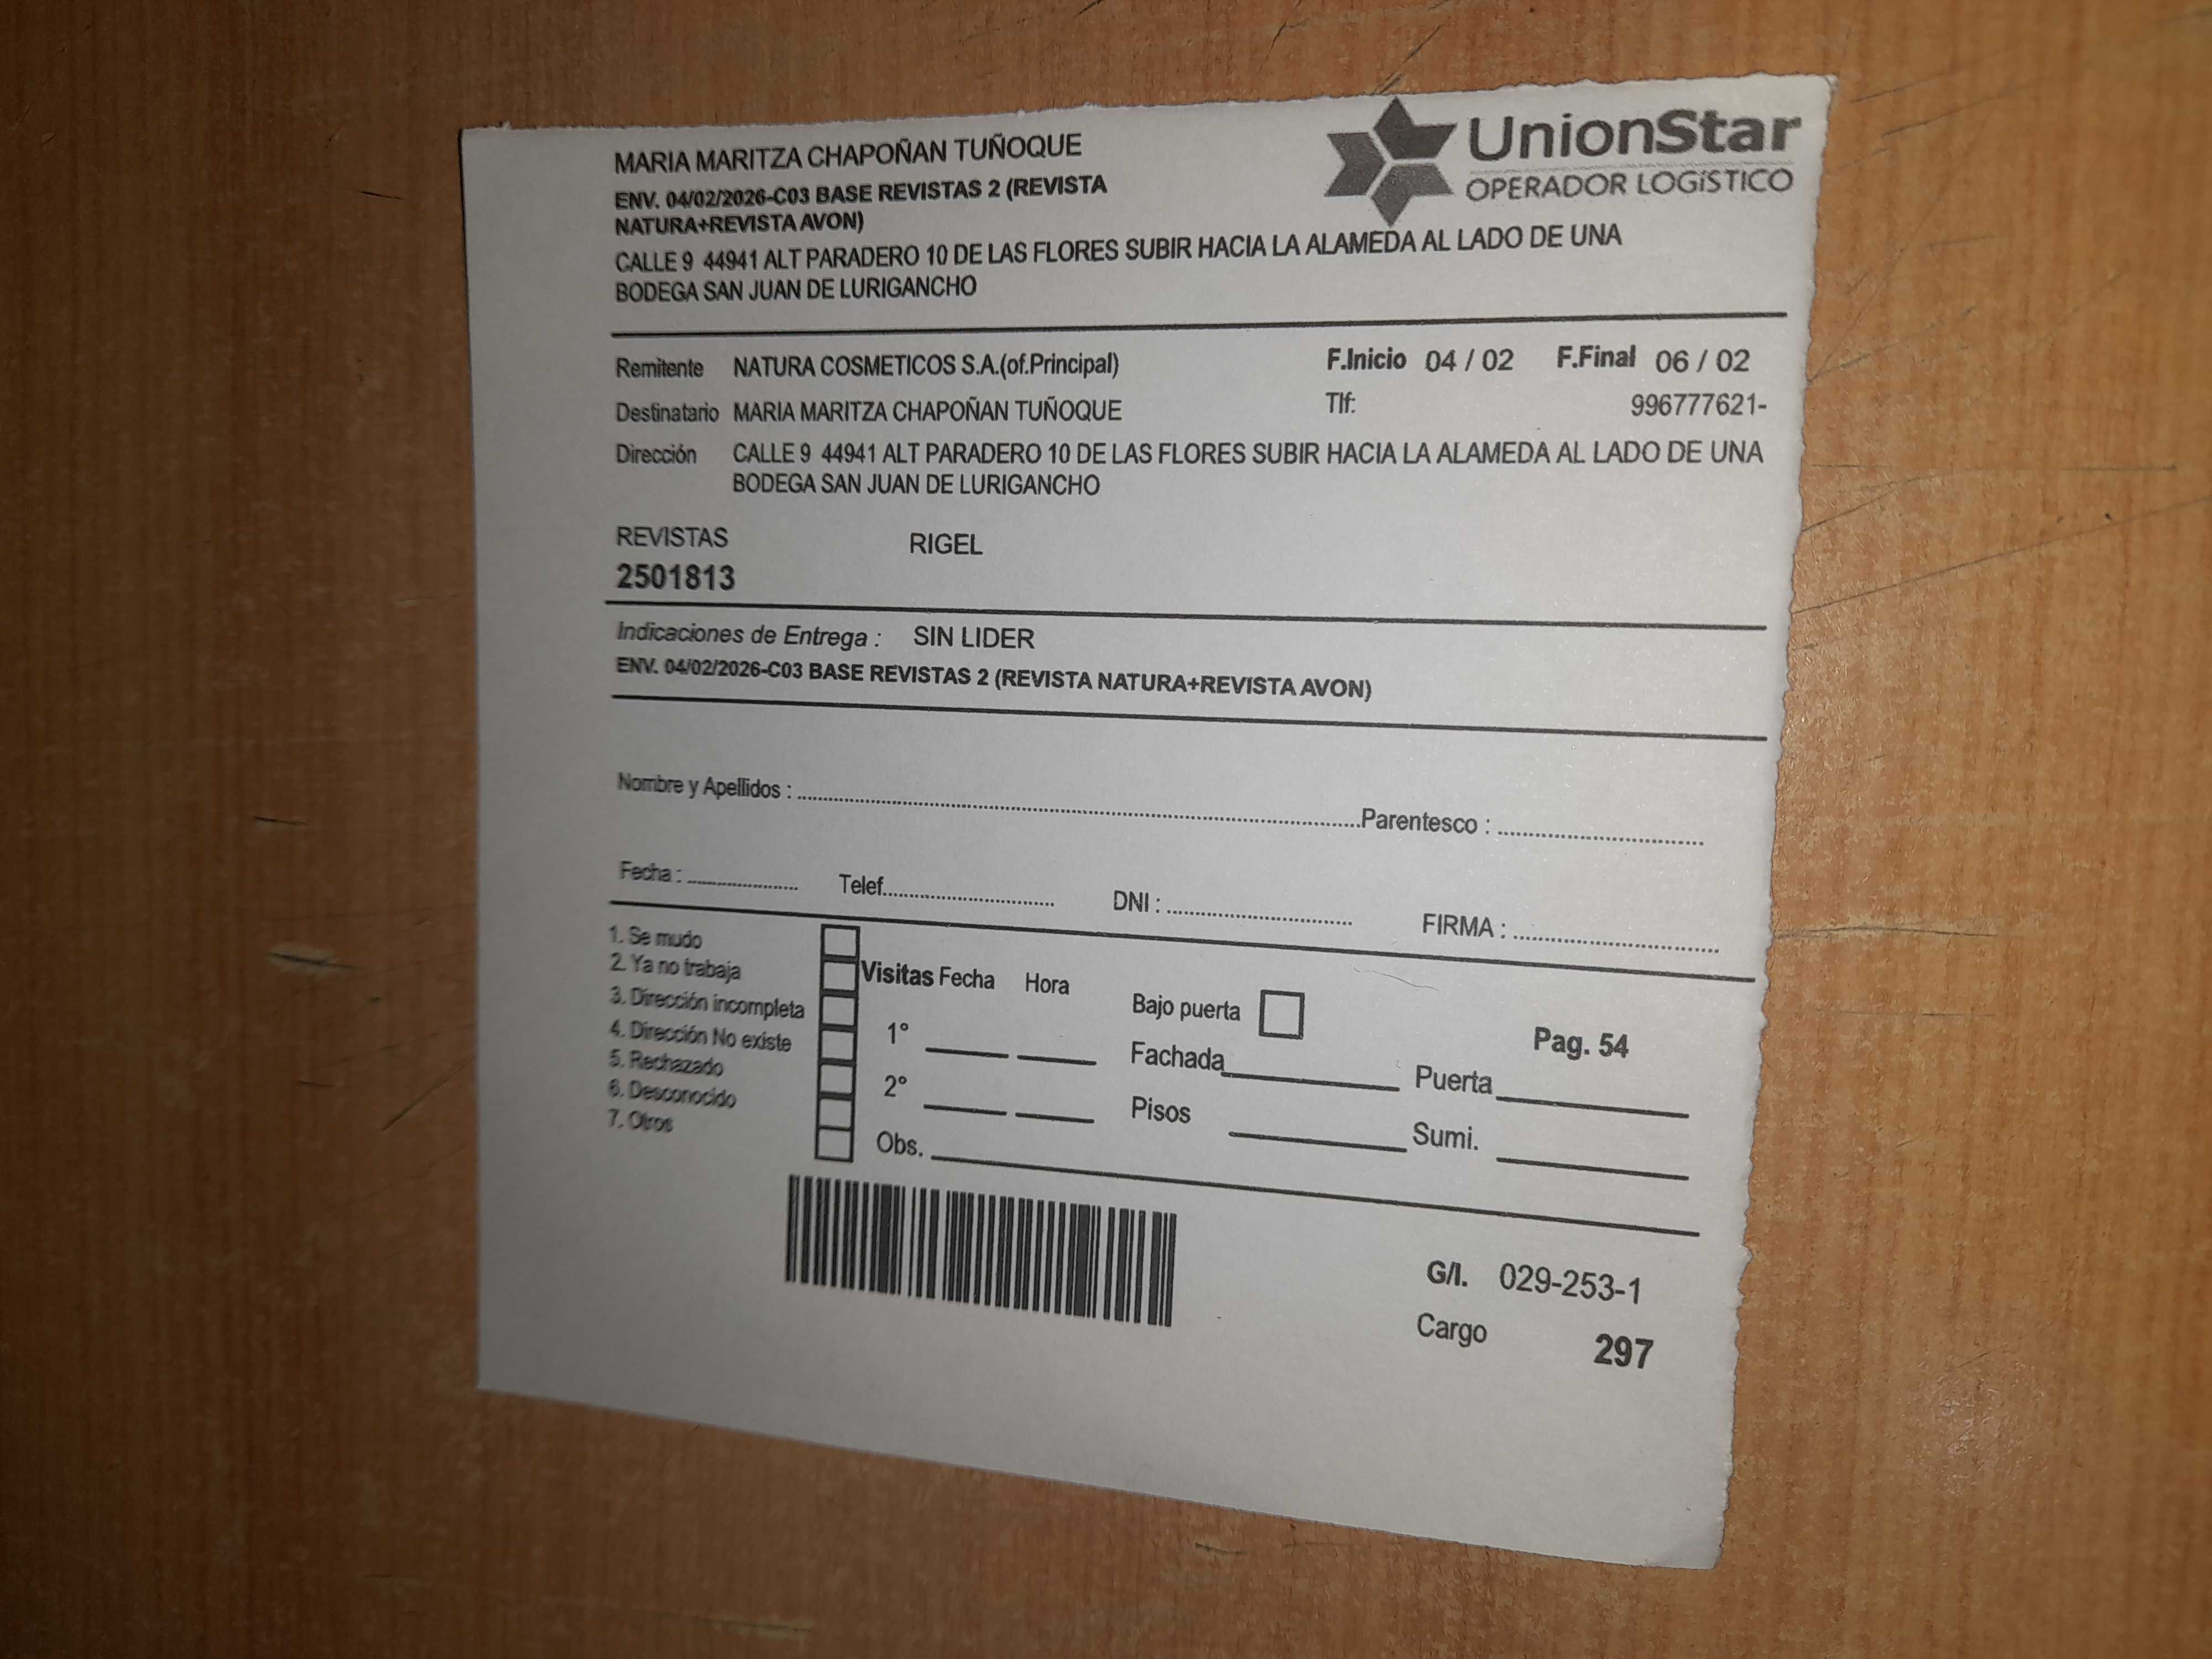 UnionStar
OPERADOR LOGíSTICO
MARIA MARITZA CHAPOÑAN TUÑOQUE
ENV. 04/02/2026-C03 BASE REVISTAS 2 (REVISTA
NATURA+REVISTA AVON)
CALLE 9 44941 ALT PARADERO 10 DE LAS FLORES SUBIR HACIA LA ALAMEDA AL LADO DE UNA
BODEGA SAN JUAN DE LURIGANCHO
Remitente NATURA COSMETICOS S.A.(of.Principal) F.Inicio 04 / 02 F.Final 06 / 02
Destinatario MARIA MARITZA CHAPOÑAN TUÑOQUE Tlf: 996777621-
Dirección CALLE 9 44941 ALT PARADERO 10 DE LAS FLORES SUBIR HACIA LA ALAMEDA AL LADO DE UNA
BODEGA SAN JUAN DE LURIGANCHO
REVISTAS RIGEL
2501813
Indicaciones de Entrega : SIN LIDER
ENV. 04/02/2026-C03 BASE REVISTAS 2 (REVISTA NATURA+REVISTA AVON)
Nombre y Apellidos : Parentesco :
Fecha : Telef. DNI : FIRMA :
1. Se mudo
2. Ya no trabaja
3. Dirección incompleta
4. Dirección No existe
5. Rechazado
6. Desconocido
7. Otros
Visitas Fecha Hora
1°
2°
Obs.
Bajo puerta
Fachada Puerta
Pisos Sumi.
Pag. 54
G/I. 029-253-1
Cargo 297